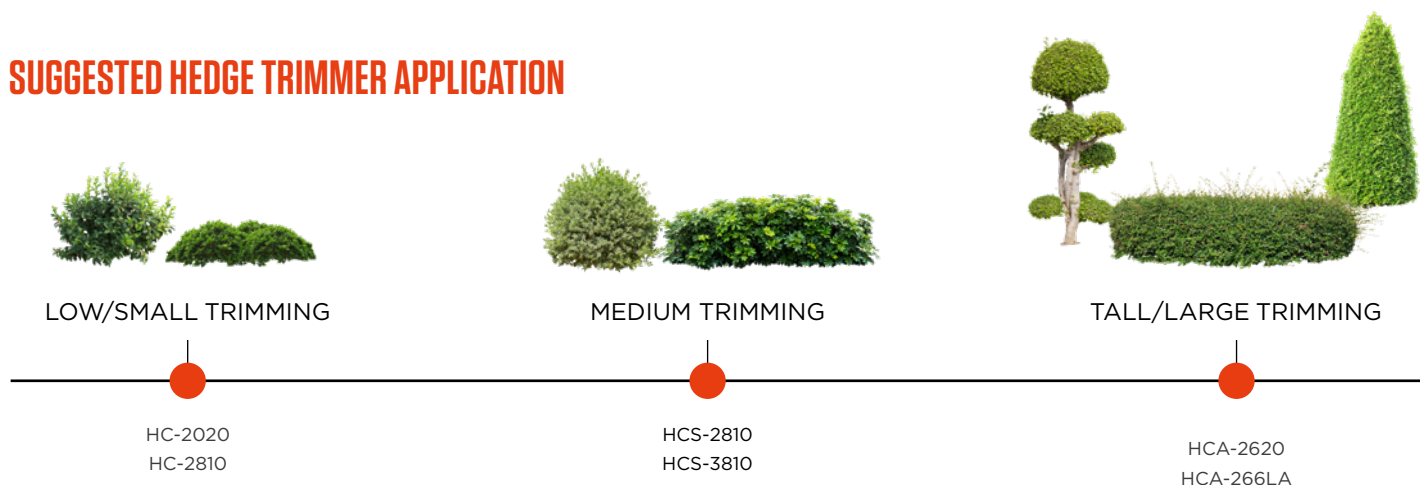 SUGGESTED HEDGE TRIMMER APPLICATION
LOW/SMALL TRIMMING
MEDIUM TRIMMING
TALL/LARGE TRIMMING
HC-2020
HC-2810
HCS-2810
HCS-3810
HCA-2620
HCA-266LA